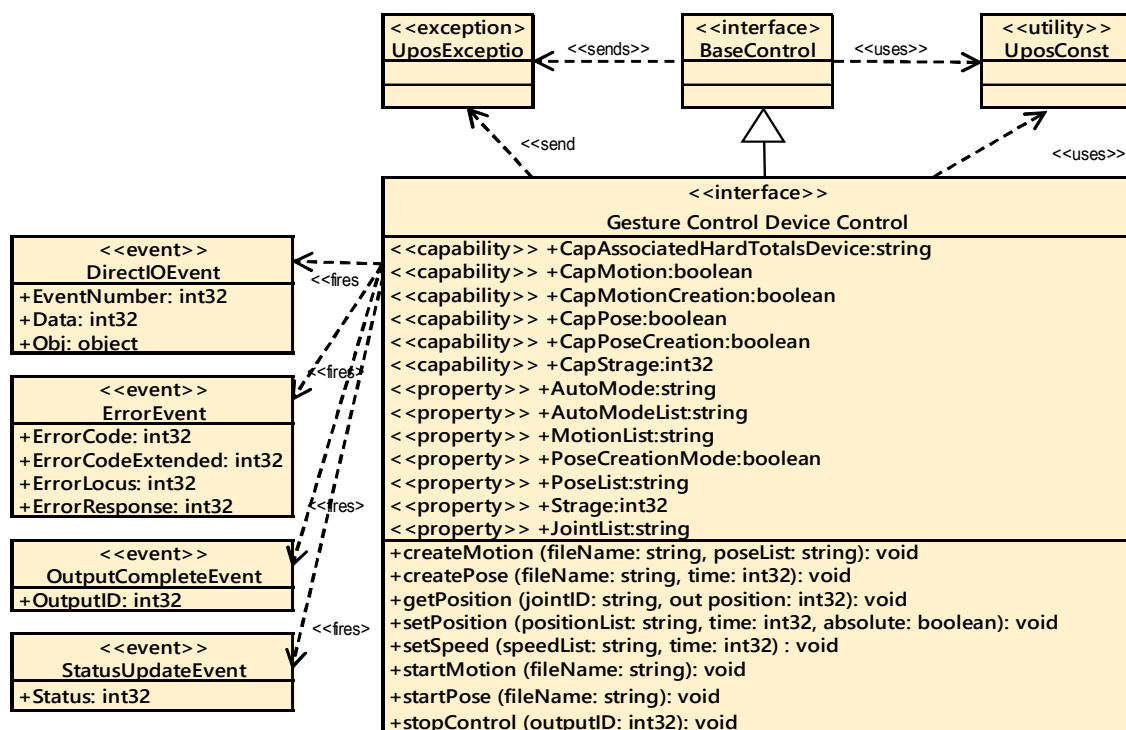 <<exception>
UposExceptio
<<sends>>
<<interface>
BaseControl
<<uses>>
<<utility>>
UposConst
<<send
<<uses>>
<<interface>>
Gesture Control Device Control
<<capability>> +CapAssociatedHardTotalsDevice:string
<<capability>> +CapMotion:boolean
<<capability>> +CapMotionCreation:boolean
<<capability>> +CapPose:boolean
<<capability>> +CapPoseCreation:boolean
<<capability>> +CapStrage:int32
<<property>> +AutoMode:string
<<property>> +AutoModeList:string
<<property>> +MotionList:string
<<property>> +PoseCreationMode:boolean
<<property>> +PoseList:string
<<property>> +Strage:int32
<<property>> +JointList:string
+createMotion (fileName: string, poseList: string): void
+createPose (fileName: string, time: int32): void
+getPosition (jointID: string, out position: int32): void
+setPosition (positionList: string, time: int32, absolute: boolean): void
+setSpeed (speedList: string, time: int32) : void
+startMotion (fileName: string): void
+startPose (fileName: string): void
+stopControl (outputID: int32): void
<<event>>
DirectIOEvent
+EventNumber: int32
+Data: int32
+Obj: object
<<fires
<<event>>
ErrorEvent
+ErrorCode: int32
+ErrorCodeExtended: int32
+ErrorLocus: int32
+ErrorResponse: int32
<<fires>
<<event>>
OutputCompleteEvent
+OutputID: int32
<<fires>
<<event>>
StatusUpdateEvent
+Status: int32
<<fires>